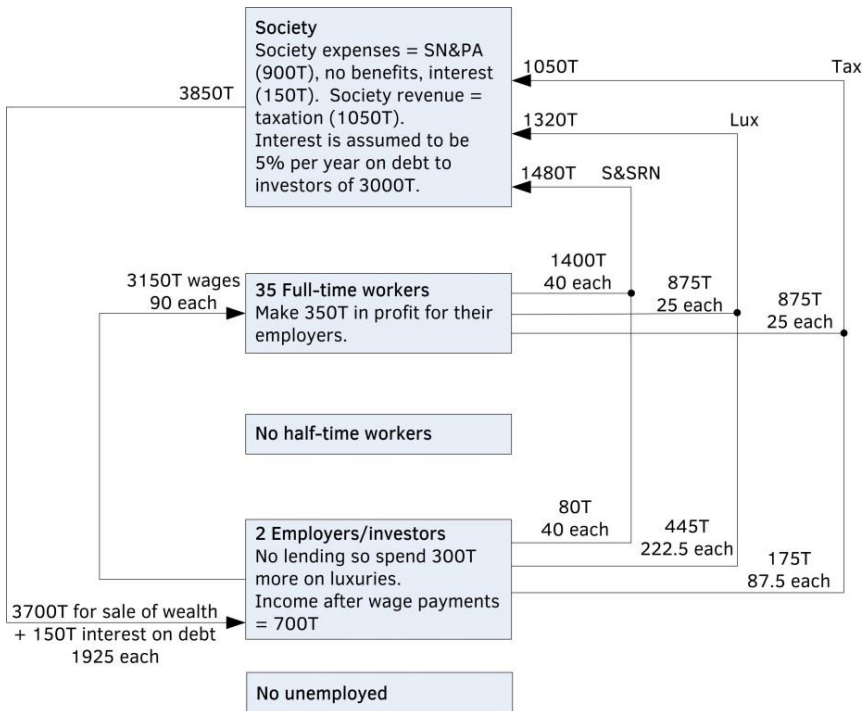 Society
Society expenses = SN&PA
(900T), no benefits, interest
(150T).  Society revenue =
taxation (1050T).
Interest is assumed to be
5% per year on debt to
investors of 3000T.
3850T
1050T
Tax
1320T
Lux
1480T
S&SRN
3150T wages
90 each
35 Full-time workers
Make 350T in profit for their
employers.
1400T
40 each
875T
25 each
875T
25 each
No half-time workers
2 Employers/investors
No lending so spend 300T
more on luxuries.
Income after wage payments
= 700T
80T
40 each
445T
222.5 each
175T
87.5 each
3700T for sale of wealth
+ 150T interest on debt
1925 each
No unemployed